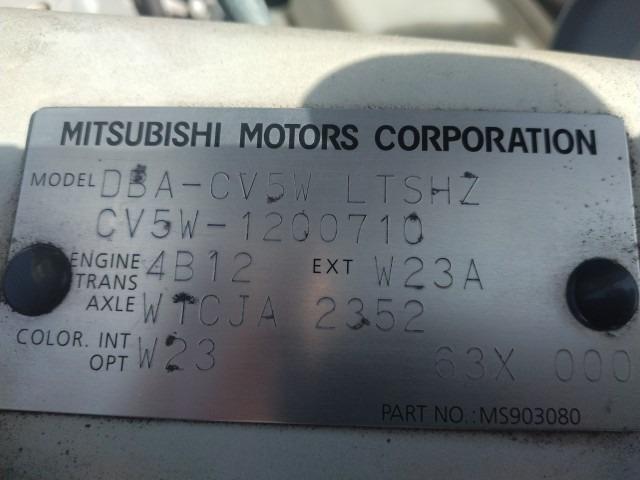 MITSUBISHI MOTORS CORPORATION
MODEL DBA-CV5W LTSHZ
CV5W-1200710
ENGINE 4B12 EXT W23A
TRANS
AXLE W1CJA 2352
COLOR. INT W23
OPT 63X 000
PART NO.: MS903080